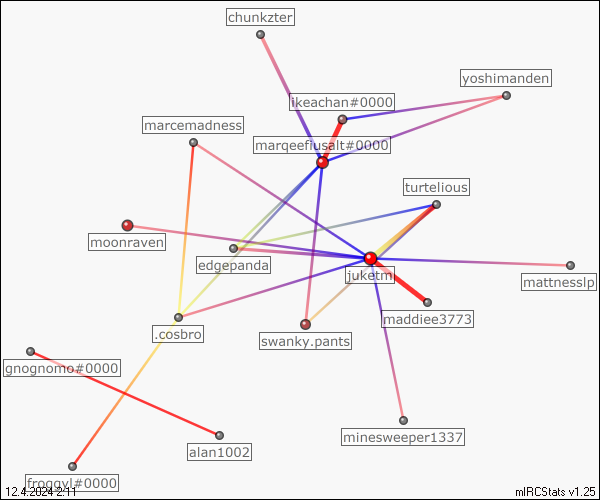 chunkzter
yoshimanden
ikeachan#0000
marcemadness
marqeefiusalt#0000
turtelious
moonraven
edgepanda
juketm
mattnesslp
maddiee3773
.cosbro
swanky.pants
gnognomo#0000
minesweeper1337
alan1002
froggyl#0000
12.4.2024 2:11
mIRCStats v1.25